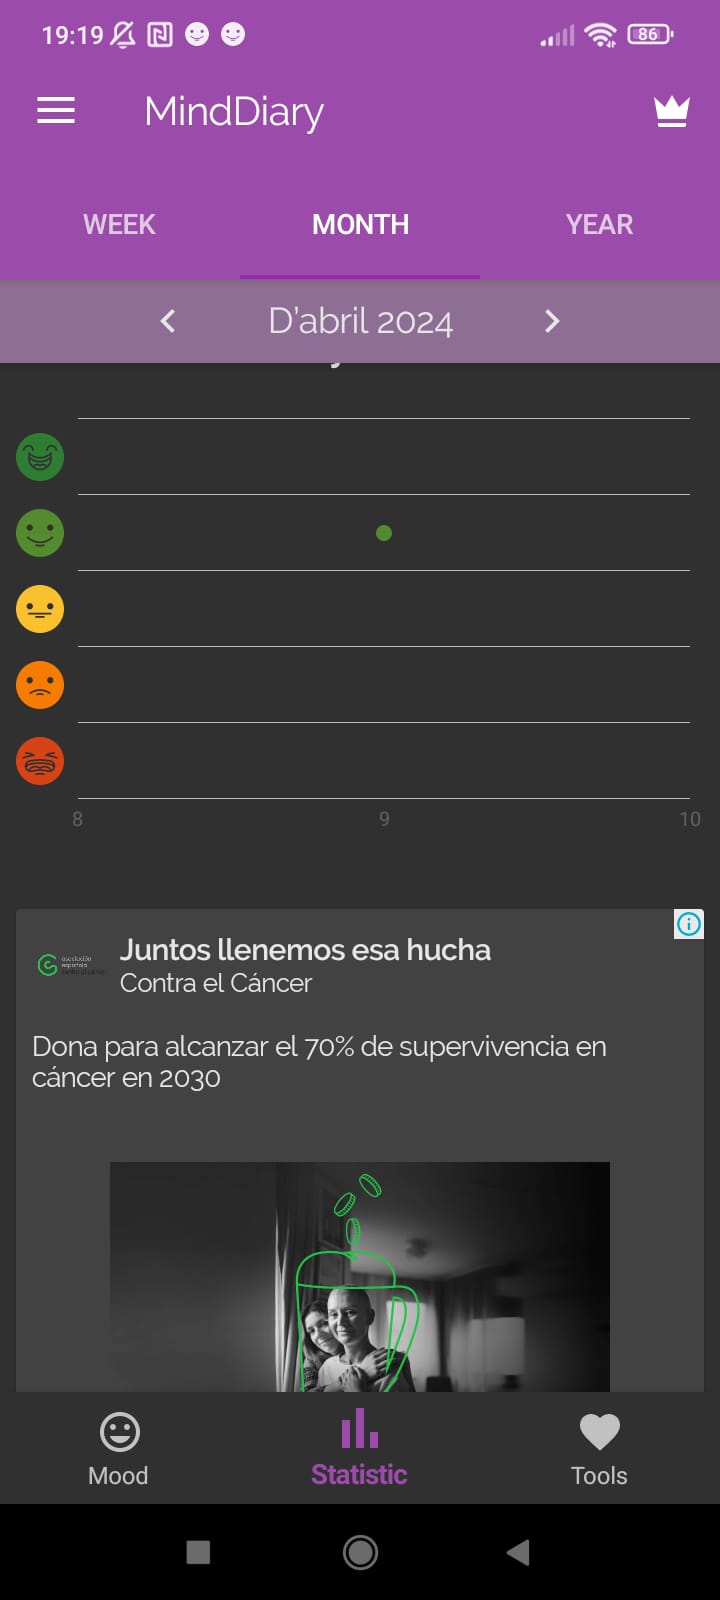 19:19
86
MindDiary
WEEK
MONTH
YEAR
D'abril 2024
8
9
10
asociación
española
Juntos llenemos esa hucha
Contra el Cáncer
Dona para alcanzar el 70% de supervivencia en
cáncer en 2030
Mood
Statistic
Tools